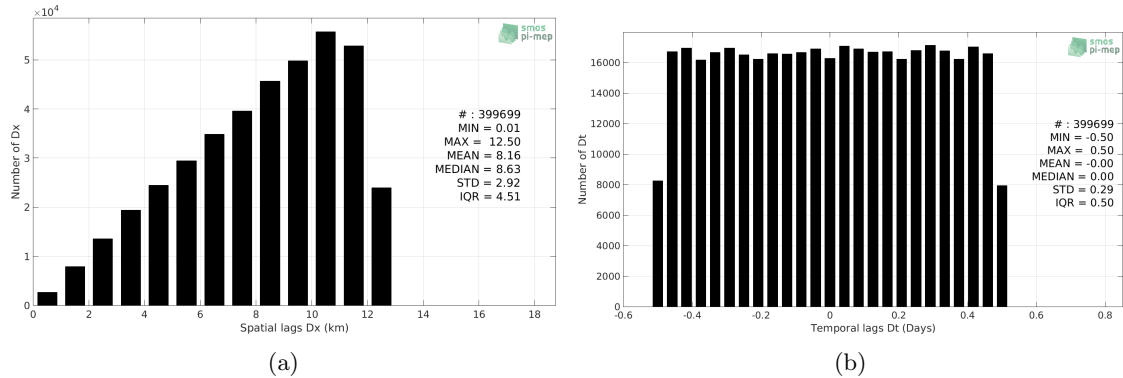 ×10⁴
smos
pi-mep
5
4
3
2
1
0
Number of Dx
# : 399699
MIN = 0.01
MAX = 12.50
MEAN = 8.16
MEDIAN = 8.63
STD = 2.92
IQR = 4.51
0 2 4 6 8 10 12 14 16 18
Spatial lags Dx (km)
(a)
smos
pi-mep
16000
14000
12000
10000
8000
6000
4000
2000
0
Number of Dt
# : 399699
MIN = -0.50
MAX = 0.50
MEAN = -0.00
MEDIAN = 0.00
STD = 0.29
IQR = 0.50
-0.6 -0.4 -0.2 0 0.2 0.4 0.6 0.8
Temporal lags Dt (Days)
(b)